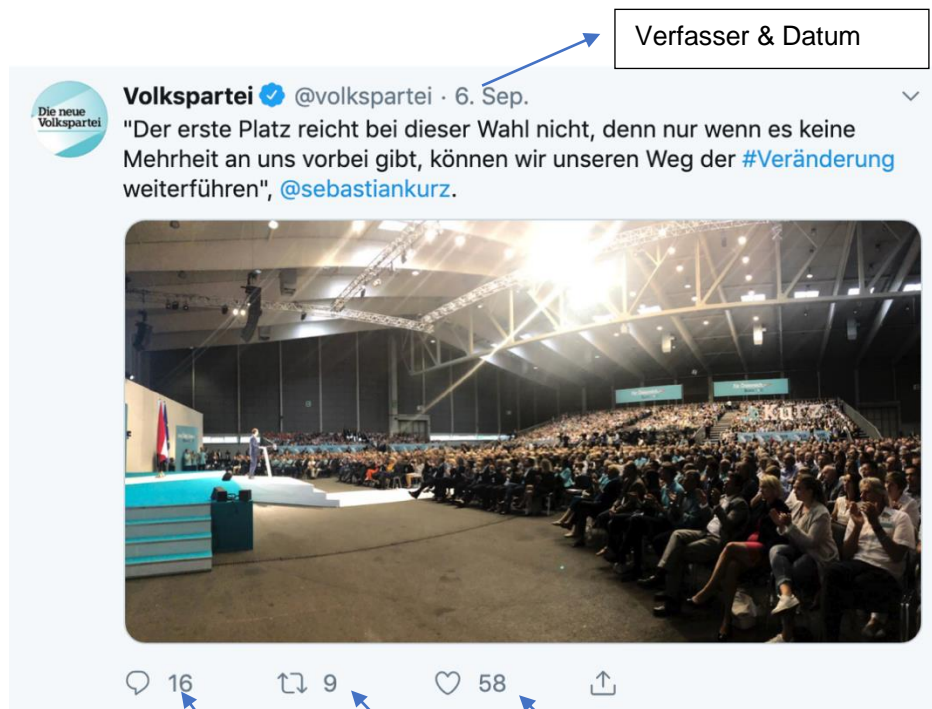 Verfasser & Datum
Die neue
Volkspartei
Volkspartei @volkspartei · 6. Sep.
"Der erste Platz reicht bei dieser Wahl nicht, denn nur wenn es keine
Mehrheit an uns vorbei gibt, können wir unseren Weg der #Veränderung
weiterführen", @sebastiankurz.
Kurz
16 9 58